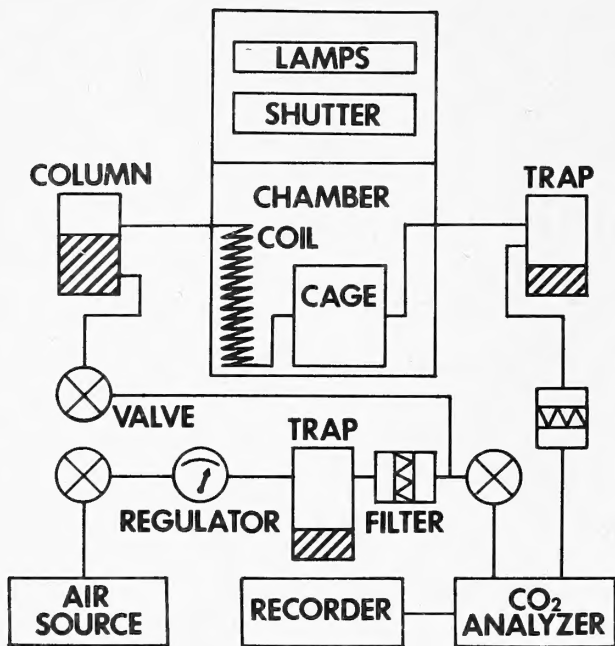 LAMPS
SHUTTER
COLUMN
CHAMBER
TRAP
COIL
CAGE
VALVE
TRAP
REGULATOR
FILTER
AIR
SOURCE
RECORDER
CO₂
ANALYZER